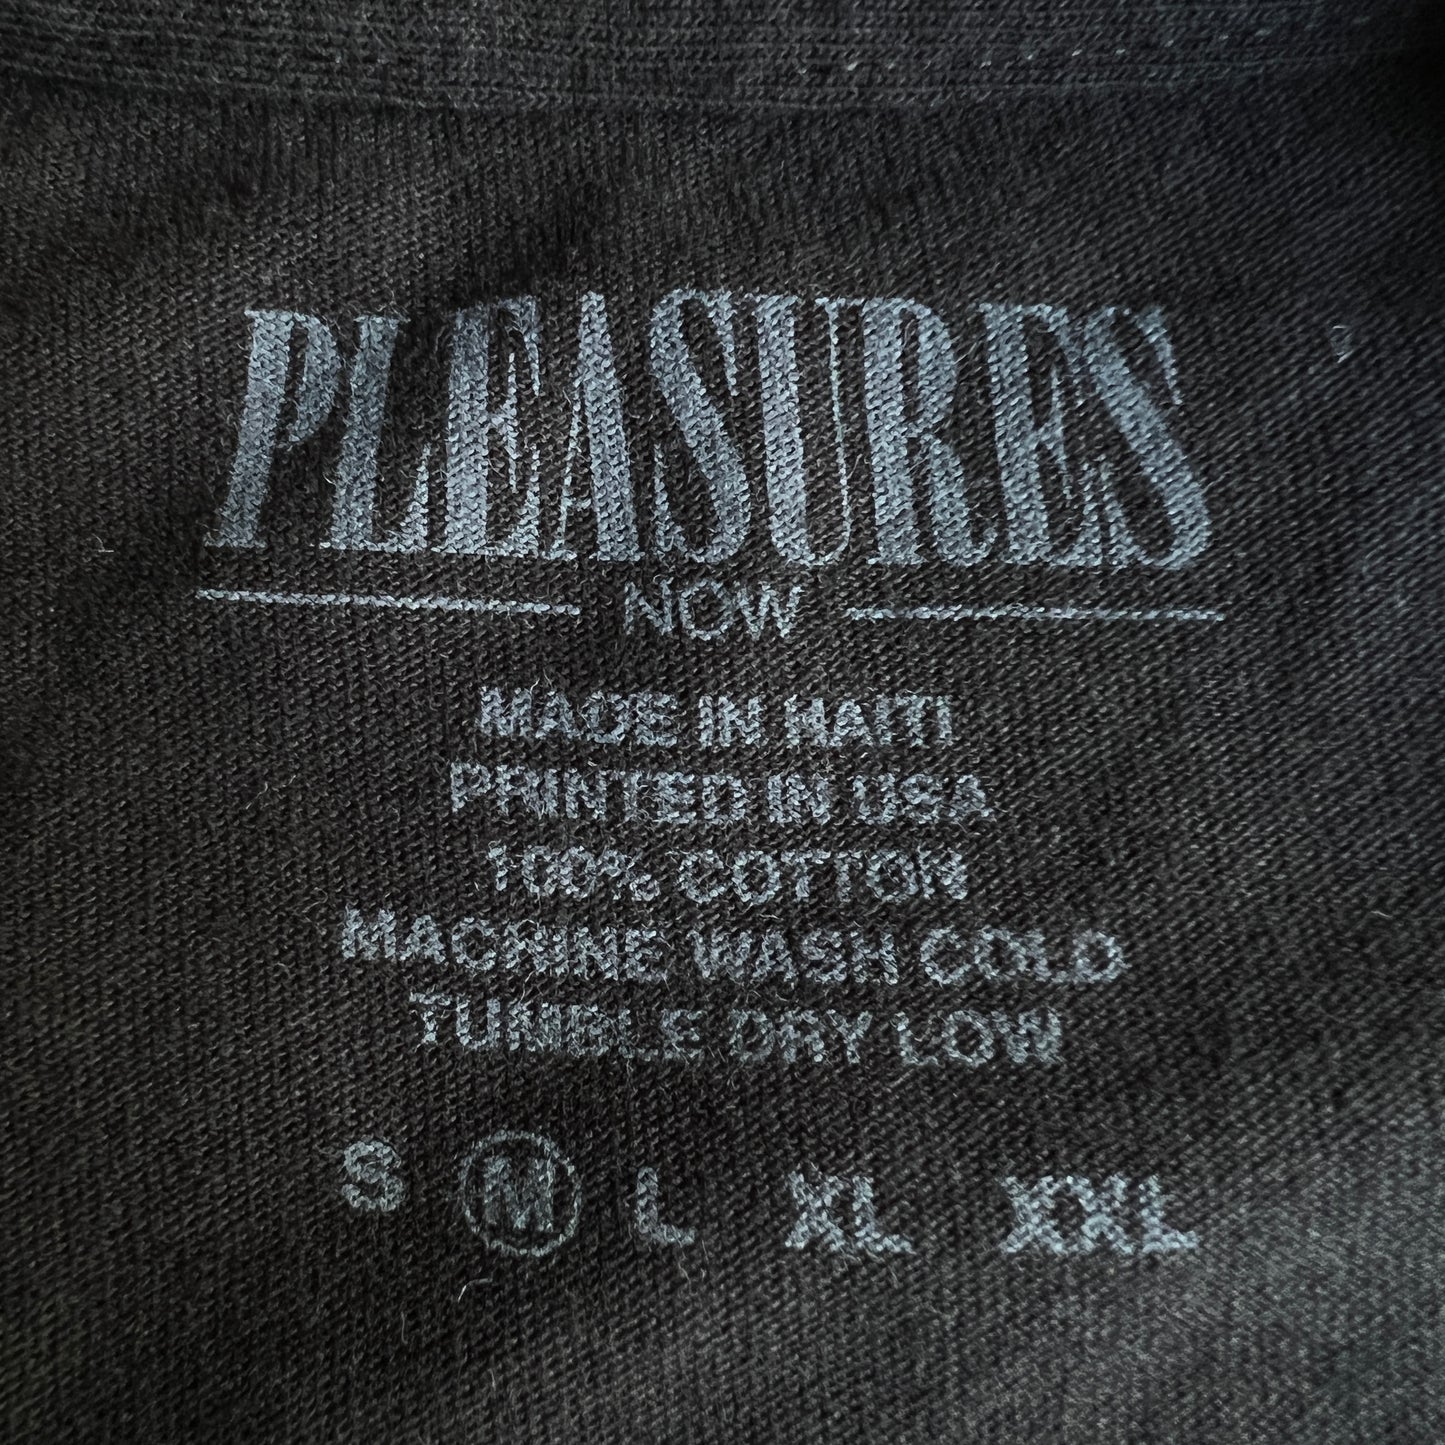 PLEASURES
NOW
MADE IN HAITI
PRINTED IN USA
100% COTTON
MACHINE WASH COLD
TUMBLE DRY LOW
S M L XL XXL